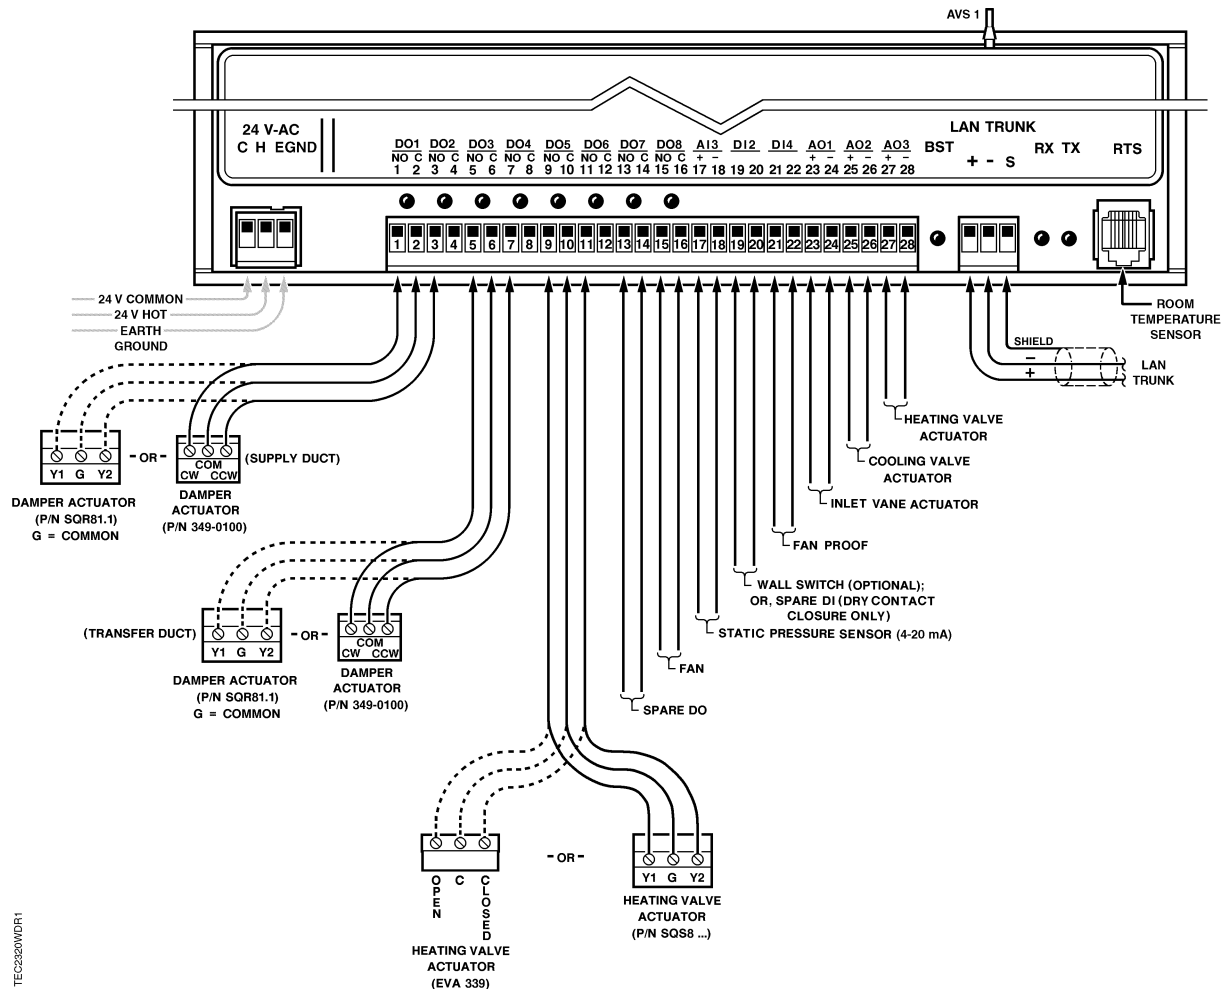 AVS 1
24 V-AC
C H EGND
DO1 DO2 DO3 DO4 DO5 DO6 DO7 DO8 AI3 DI2 DI4 AO1 AO2 AO3
NO C NO C NO C NO C NO C NO C NO C NO C + − + − + − + −
1 2 3 4 5 6 7 8 9 10 11 12 13 14 15 16 17 18 19 20 21 22 23 24 25 26 27 28
LAN TRUNK
BST
+ − S
RX TX
RTS
1 2 3 4 5 6 7 8 9 10 11 12 13 14 15 16 17 18 19 20 21 22 23 24 25 26 27 28
24 V COMMON
24 V HOT
EARTH
GROUND
ROOM
TEMPERATURE
SENSOR
SHIELD
−
+
LAN
TRUNK
HEATING VALVE
ACTUATOR
COOLING VALVE
ACTUATOR
INLET VANE ACTUATOR
FAN PROOF
WALL SWITCH (OPTIONAL);
OR, SPARE DI (DRY CONTACT
CLOSURE ONLY)
STATIC PRESSURE SENSOR (4-20 mA)
FAN
SPARE DO
Y1 G Y2
- OR -
COM
CW CCW
(SUPPLY DUCT)
DAMPER ACTUATOR
(P/N SQR81.1)
G = COMMON
DAMPER
ACTUATOR
(P/N 349-0100)
(TRANSFER DUCT)
Y1 G Y2
- OR -
COM
CW CCW
DAMPER ACTUATOR
(P/N SQR81.1)
G = COMMON
DAMPER
ACTUATOR
(P/N 349-0100)
OPEN
C
CLOSED
- OR -
Y1 G Y2
HEATING VALVE
ACTUATOR
(EVA 339)
HEATING VALVE
ACTUATOR
(P/N SQS8 ...)
TEC2320WDR1